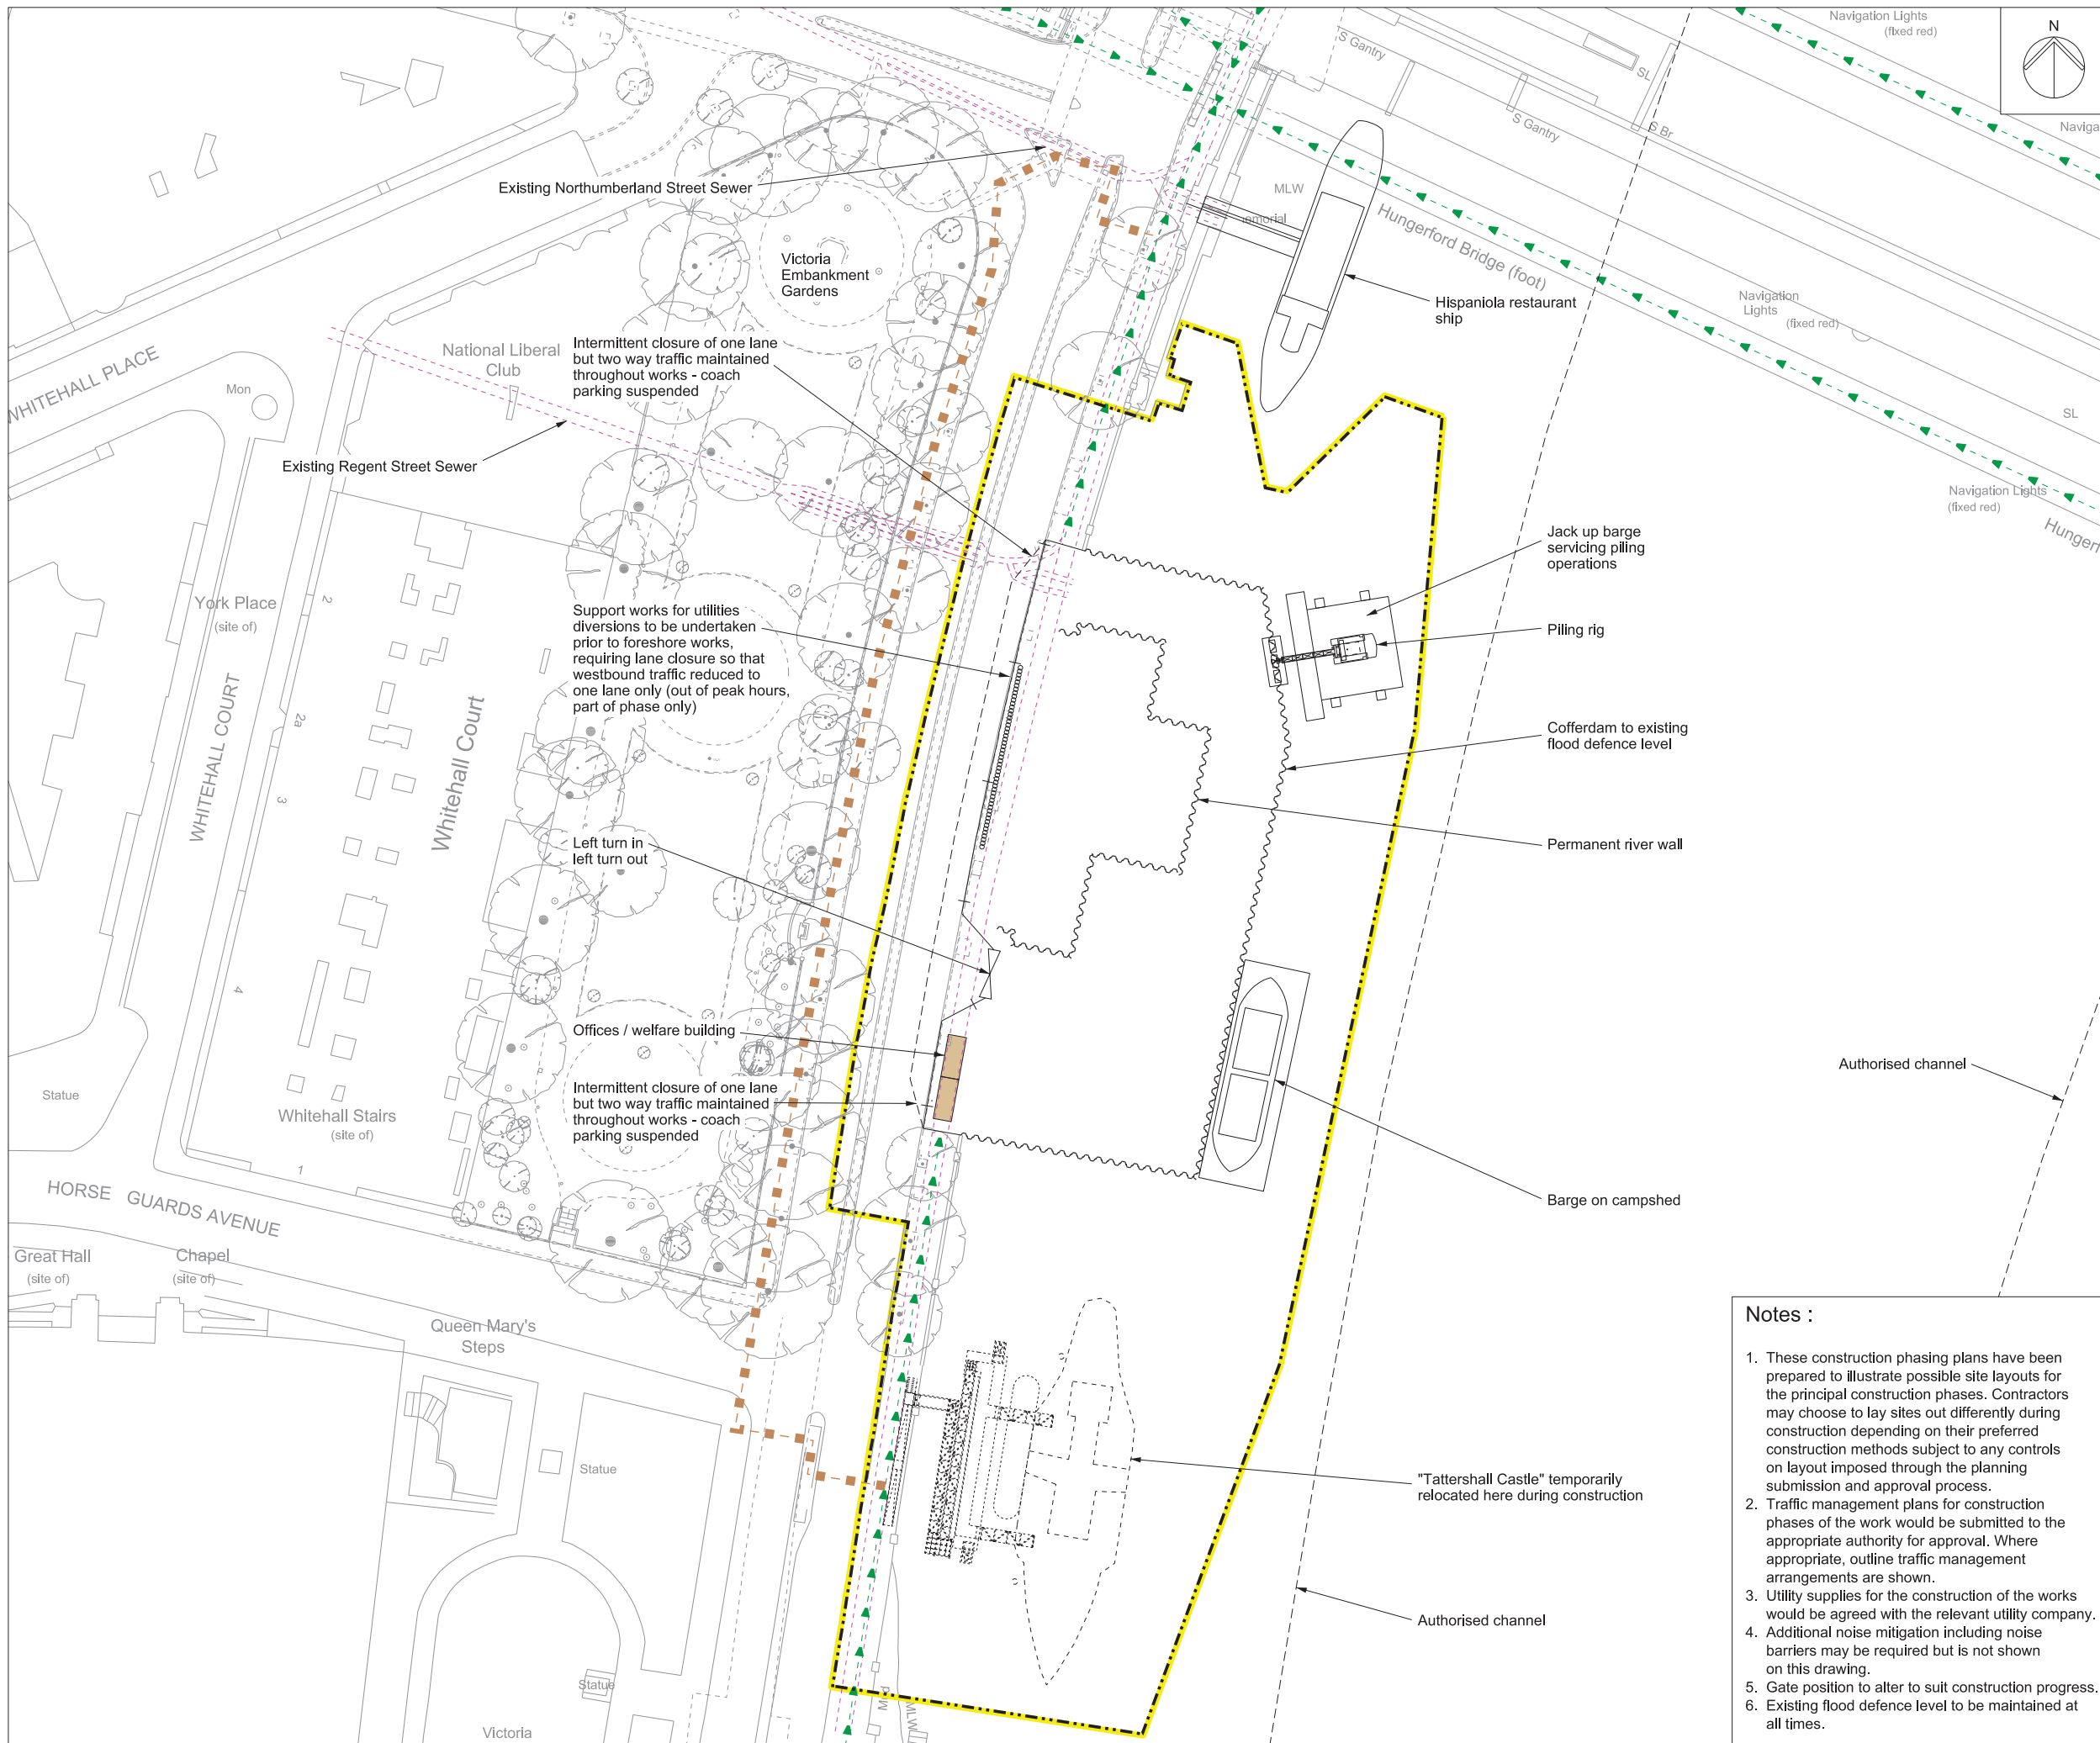 Navigation Lights
(fixed red)
N
S Gantry
SL
S Gantry
S Br
Naviga
Existing Northumberland Street Sewer
MLW
emorial
Hungerford Bridge (foot)
Victoria
Embankment
Gardens
Hispaniola restaurant
ship
Navigation
Lights
(fixed red)
National Liberal
Club
Intermittent closure of one lane
but two way traffic maintained
throughout works - coach
parking suspended
WHITEHALL PLACE
Mon
SL
Existing Regent Street Sewer
Navigation Lights
(fixed red)
Hungerf
Jack up barge
servicing piling
operations
York Place
(site of)
2
Support works for utilities
diversions to be undertaken
prior to foreshore works,
requiring lane closure so that
westbound traffic reduced to
one lane only (out of peak hours,
part of phase only)
Piling rig
2a
WHITEHALL COURT
Whitehall Court
Cofferdam to existing
flood defence level
3
Left turn in
left turn out
Permanent river wall
4
Offices / welfare building
Authorised channel
Statue
Intermittent closure of one lane
but two way traffic maintained
throughout works - coach
parking suspended
Whitehall Stairs
(site of)
1
HORSE GUARDS AVENUE
Barge on campshed
Great Hall
(site of)
Chapel
(site of)
Queen Mary's
Steps
Statue
"Tattershall Castle" temporarily
relocated here during construction
Authorised channel
Statue
MLW
Victoria
Notes :
1. These construction phasing plans have been
prepared to illustrate possible site layouts for
the principal construction phases. Contractors
may choose to lay sites out differently during
construction depending on their preferred
construction methods subject to any controls
on layout imposed through the planning
submission and approval process.
2. Traffic management plans for construction
phases of the work would be submitted to the
appropriate authority for approval. Where
appropriate, outline traffic management
arrangements are shown.
3. Utility supplies for the construction of the works
would be agreed with the relevant utility company.
4. Additional noise mitigation including noise
barriers may be required but is not shown
on this drawing.
5. Gate position to alter to suit construction progress.
6. Existing flood defence level to be maintained at
all times.